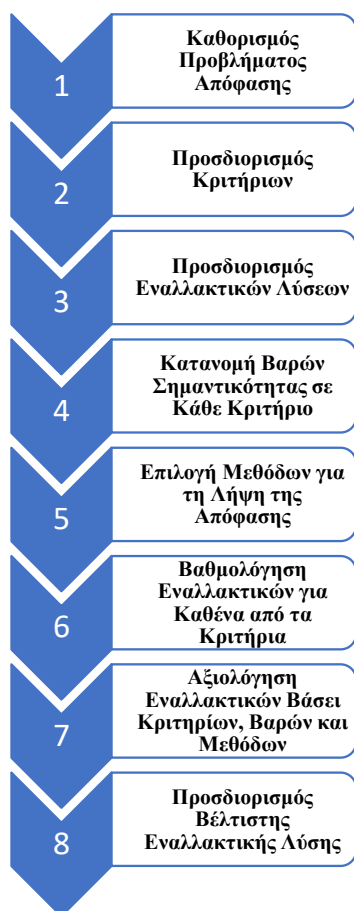 1
Καθορισμός
Προβλήματος
Απόφασης
2
Προσδιορισμός
Κριτήριων
3
Προσδιορισμός
Εναλλακτικών Λύσεων
4
Κατανομή Βαρών
Σημαντικότητας σε
Κάθε Κριτήριο
5
Επιλογή Μεθόδων για
τη Λήψη της
Απόφασης
6
Βαθμολόγηση
Εναλλακτικών για
Καθένα από τα
Κριτήρια
7
Αξιολόγηση
Εναλλακτικών Βάσει
Κριτηρίων, Βαρών και
Μεθόδων
8
Προσδιορισμός
Βέλτιστης
Εναλλακτικής Λύσης